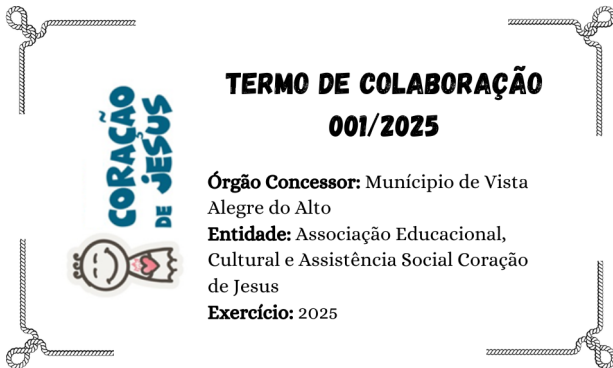 CORAÇÃO
DE JESUS
TERMO DE COLABORAÇÃO
001/2025
Órgão Concessor: Munícipio de Vista
Alegre do Alto
Entidade: Associação Educacional,
Cultural e Assistência Social Coração
de Jesus
Exercício: 2025